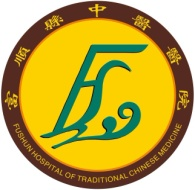 富順縣中醫醫院
FUSHUN HOSPITAL OF TRADITIONAL CHINESE MEDICINE